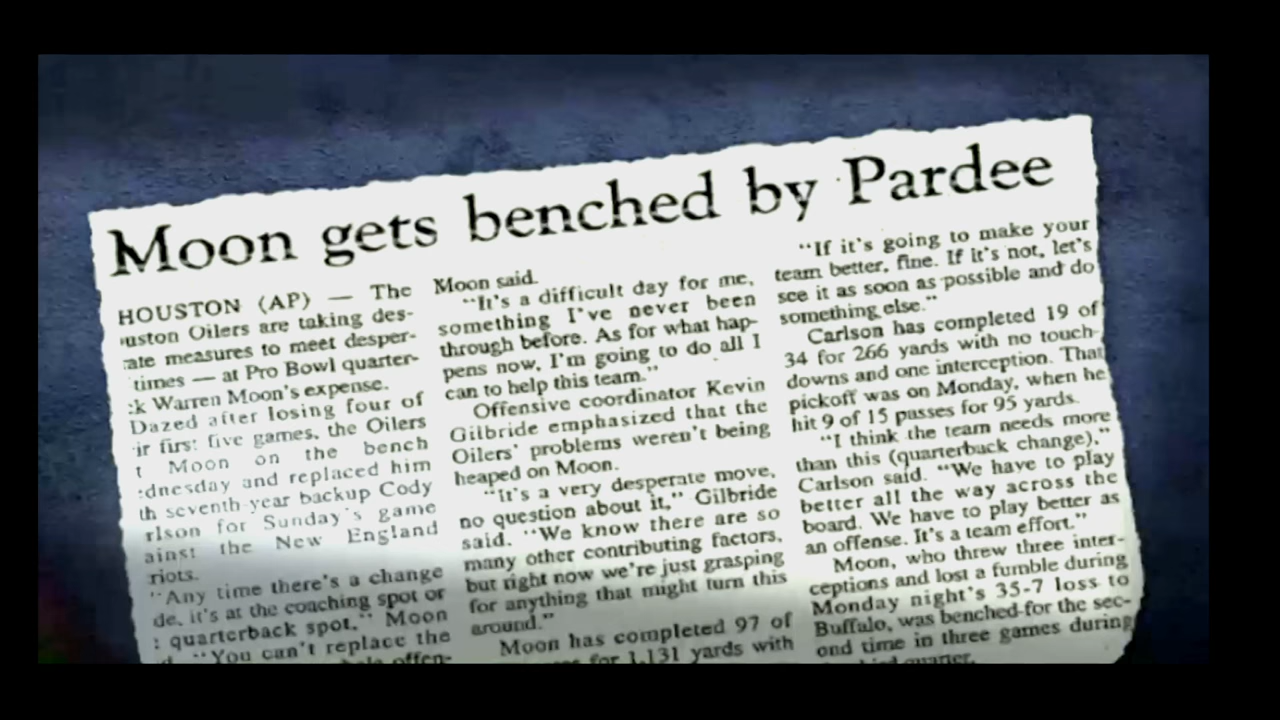 Moon gets benched by Pardee
HOUSTON (AP) — The
uston Oilers are taking des-
ate measures to meet desper-
times — at Pro Bowl quarter-
k Warren Moon's expense.
Dazed after losing four of
ir first five games, the Oilers
t Moon on the bench
dnesday and replaced him
th seventh-year backup Cody
rlson for Sunday's game
ainst the New England
riots.
"Any time there's a change
de, it's at the coaching spot or
: quarterback spot," Moon
d. "You can't replace the
offen-
Moon said.
"It's a difficult day for me,
something I've never been
through before. As for what hap-
pens now, I'm going to do all I
can to help this team."
Offensive coordinator Kevin
Gilbride emphasized that the
Oilers' problems weren't being
heaped on Moon.
"It's a very desperate move,
no question about it," Gilbride
said. "We know there are so
many other contributing factors,
but right now we're just grasping
for anything that might turn this
around."
Moon has completed 97 of
for 1,131 yards with
"If it's going to make your
team better, fine. If it's not, let's
see it as soon as possible and do
something else."
Carlson has completed 19 of
34 for 266 yards with no touch-
downs and one interception. That
pickoff was on Monday, when he
hit 9 of 15 passes for 95 yards.
"I think the team needs more
than this (quarterback change),"
Carlson said. "We have to play
better all the way across the
board. We have to play better as
an offense. It's a team effort."
Moon, who threw three inter-
ceptions and lost a fumble during
Monday night's 35-7 loss to
Buffalo, was benched for the sec-
ond time in three games during
quarter.